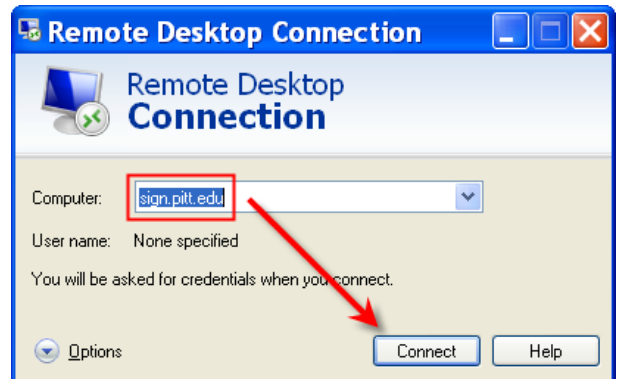 Remote Desktop Connection
Remote Desktop
Connection
Computer: sign.pitt.edu
User name: None specified
You will be asked for credentials when you connect.
Options Connect Help